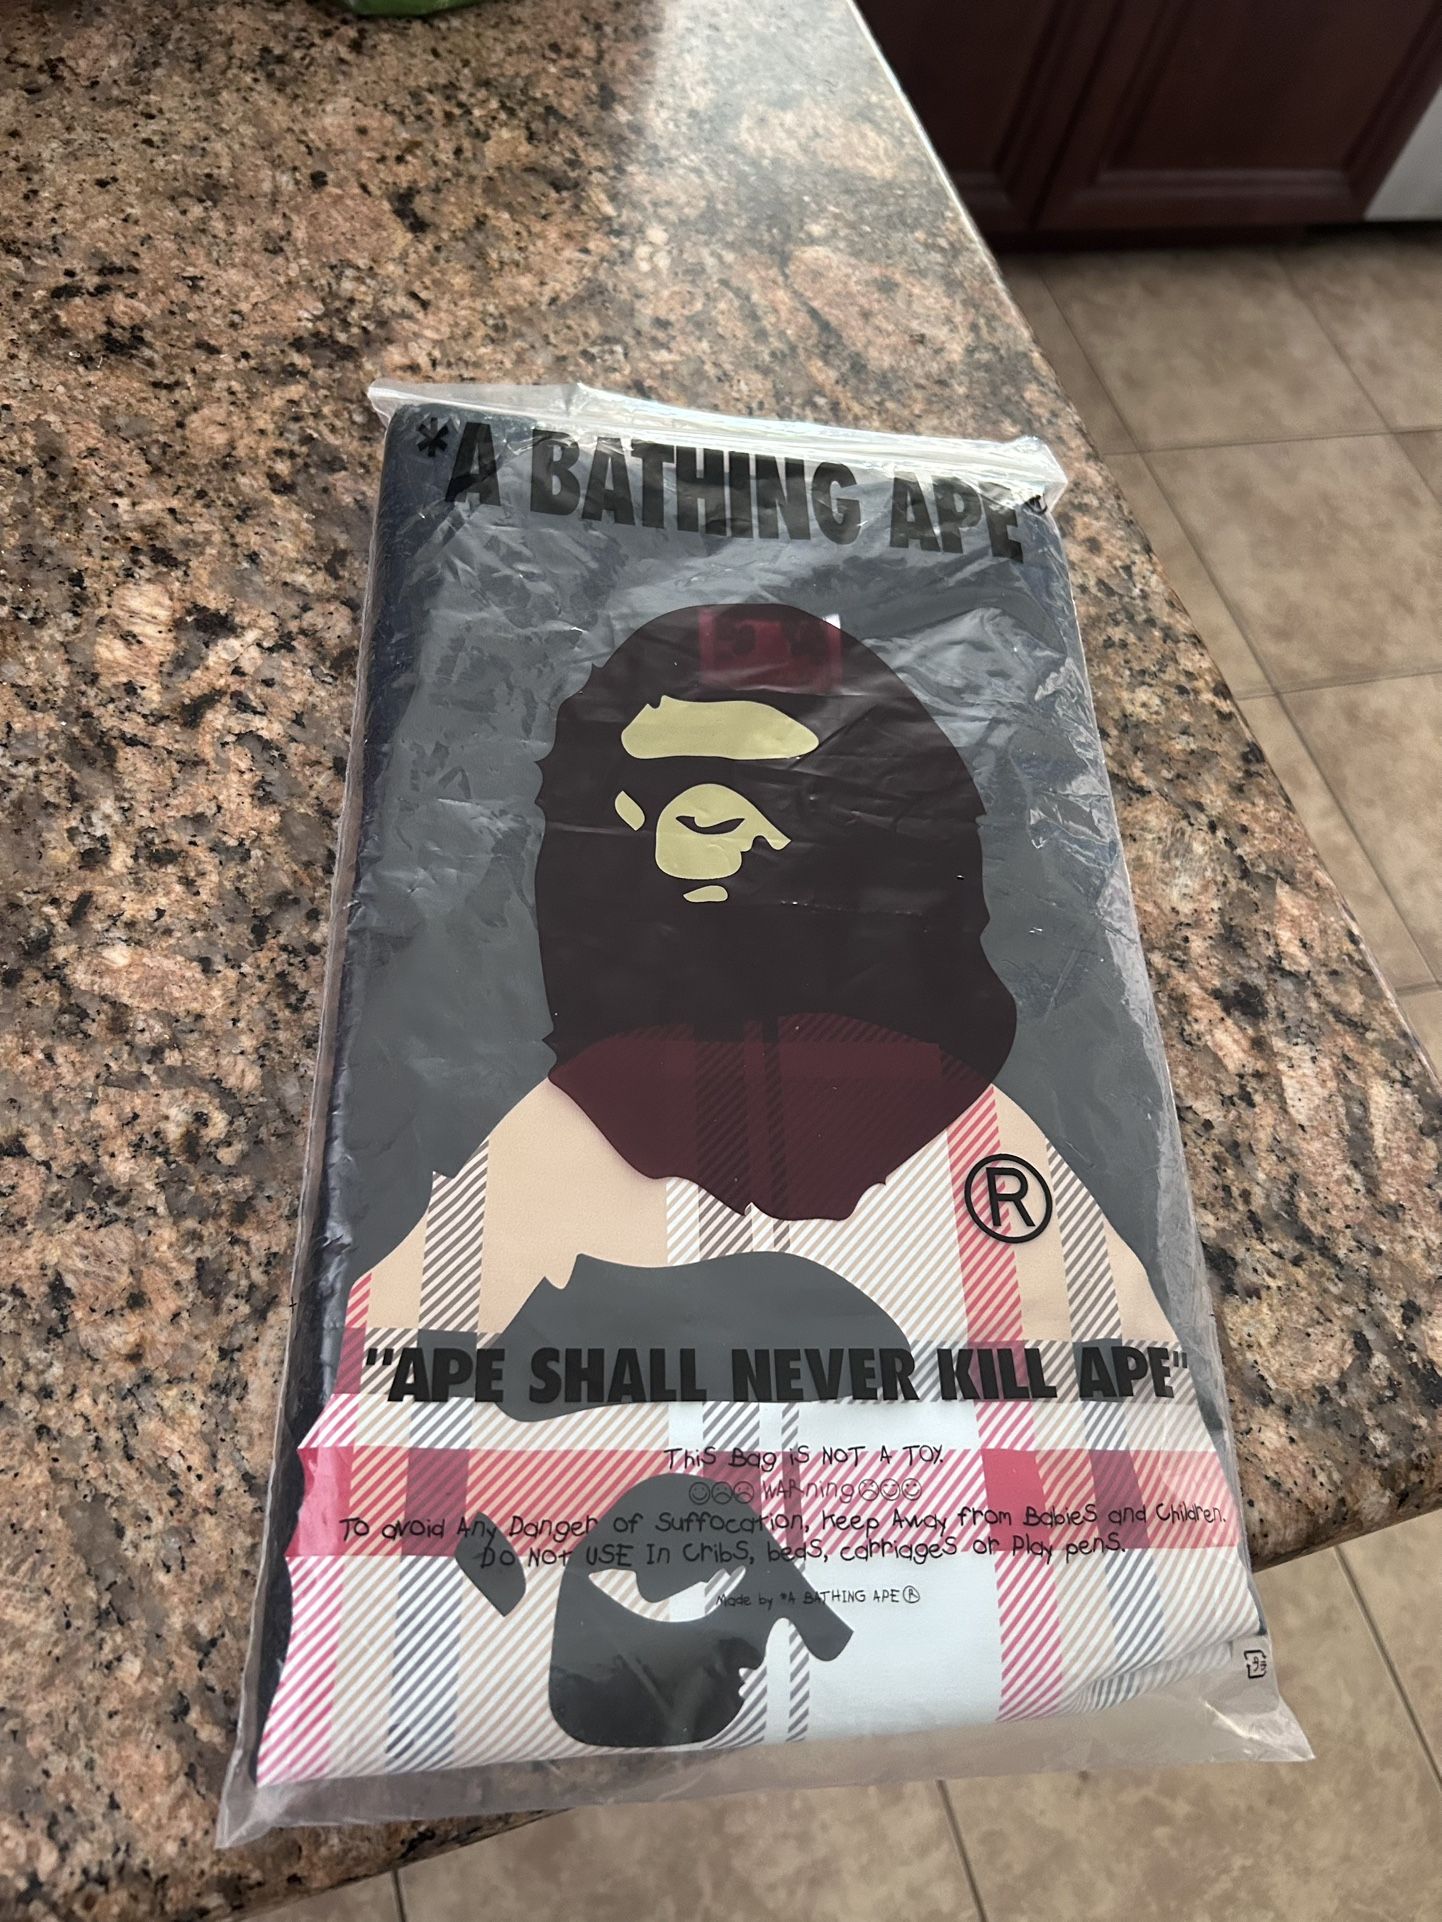 *A BATHING APE®
®
"APE SHALL NEVER KILL APE"
This Bag iS NOT A TOY.
WARning
To avoid Any Danger of Suffocation, Keep Away from BabieS and Children.
Do Not USE In CribS, bedS, carriageS or Play penS.
Made by *A BATHING APE®